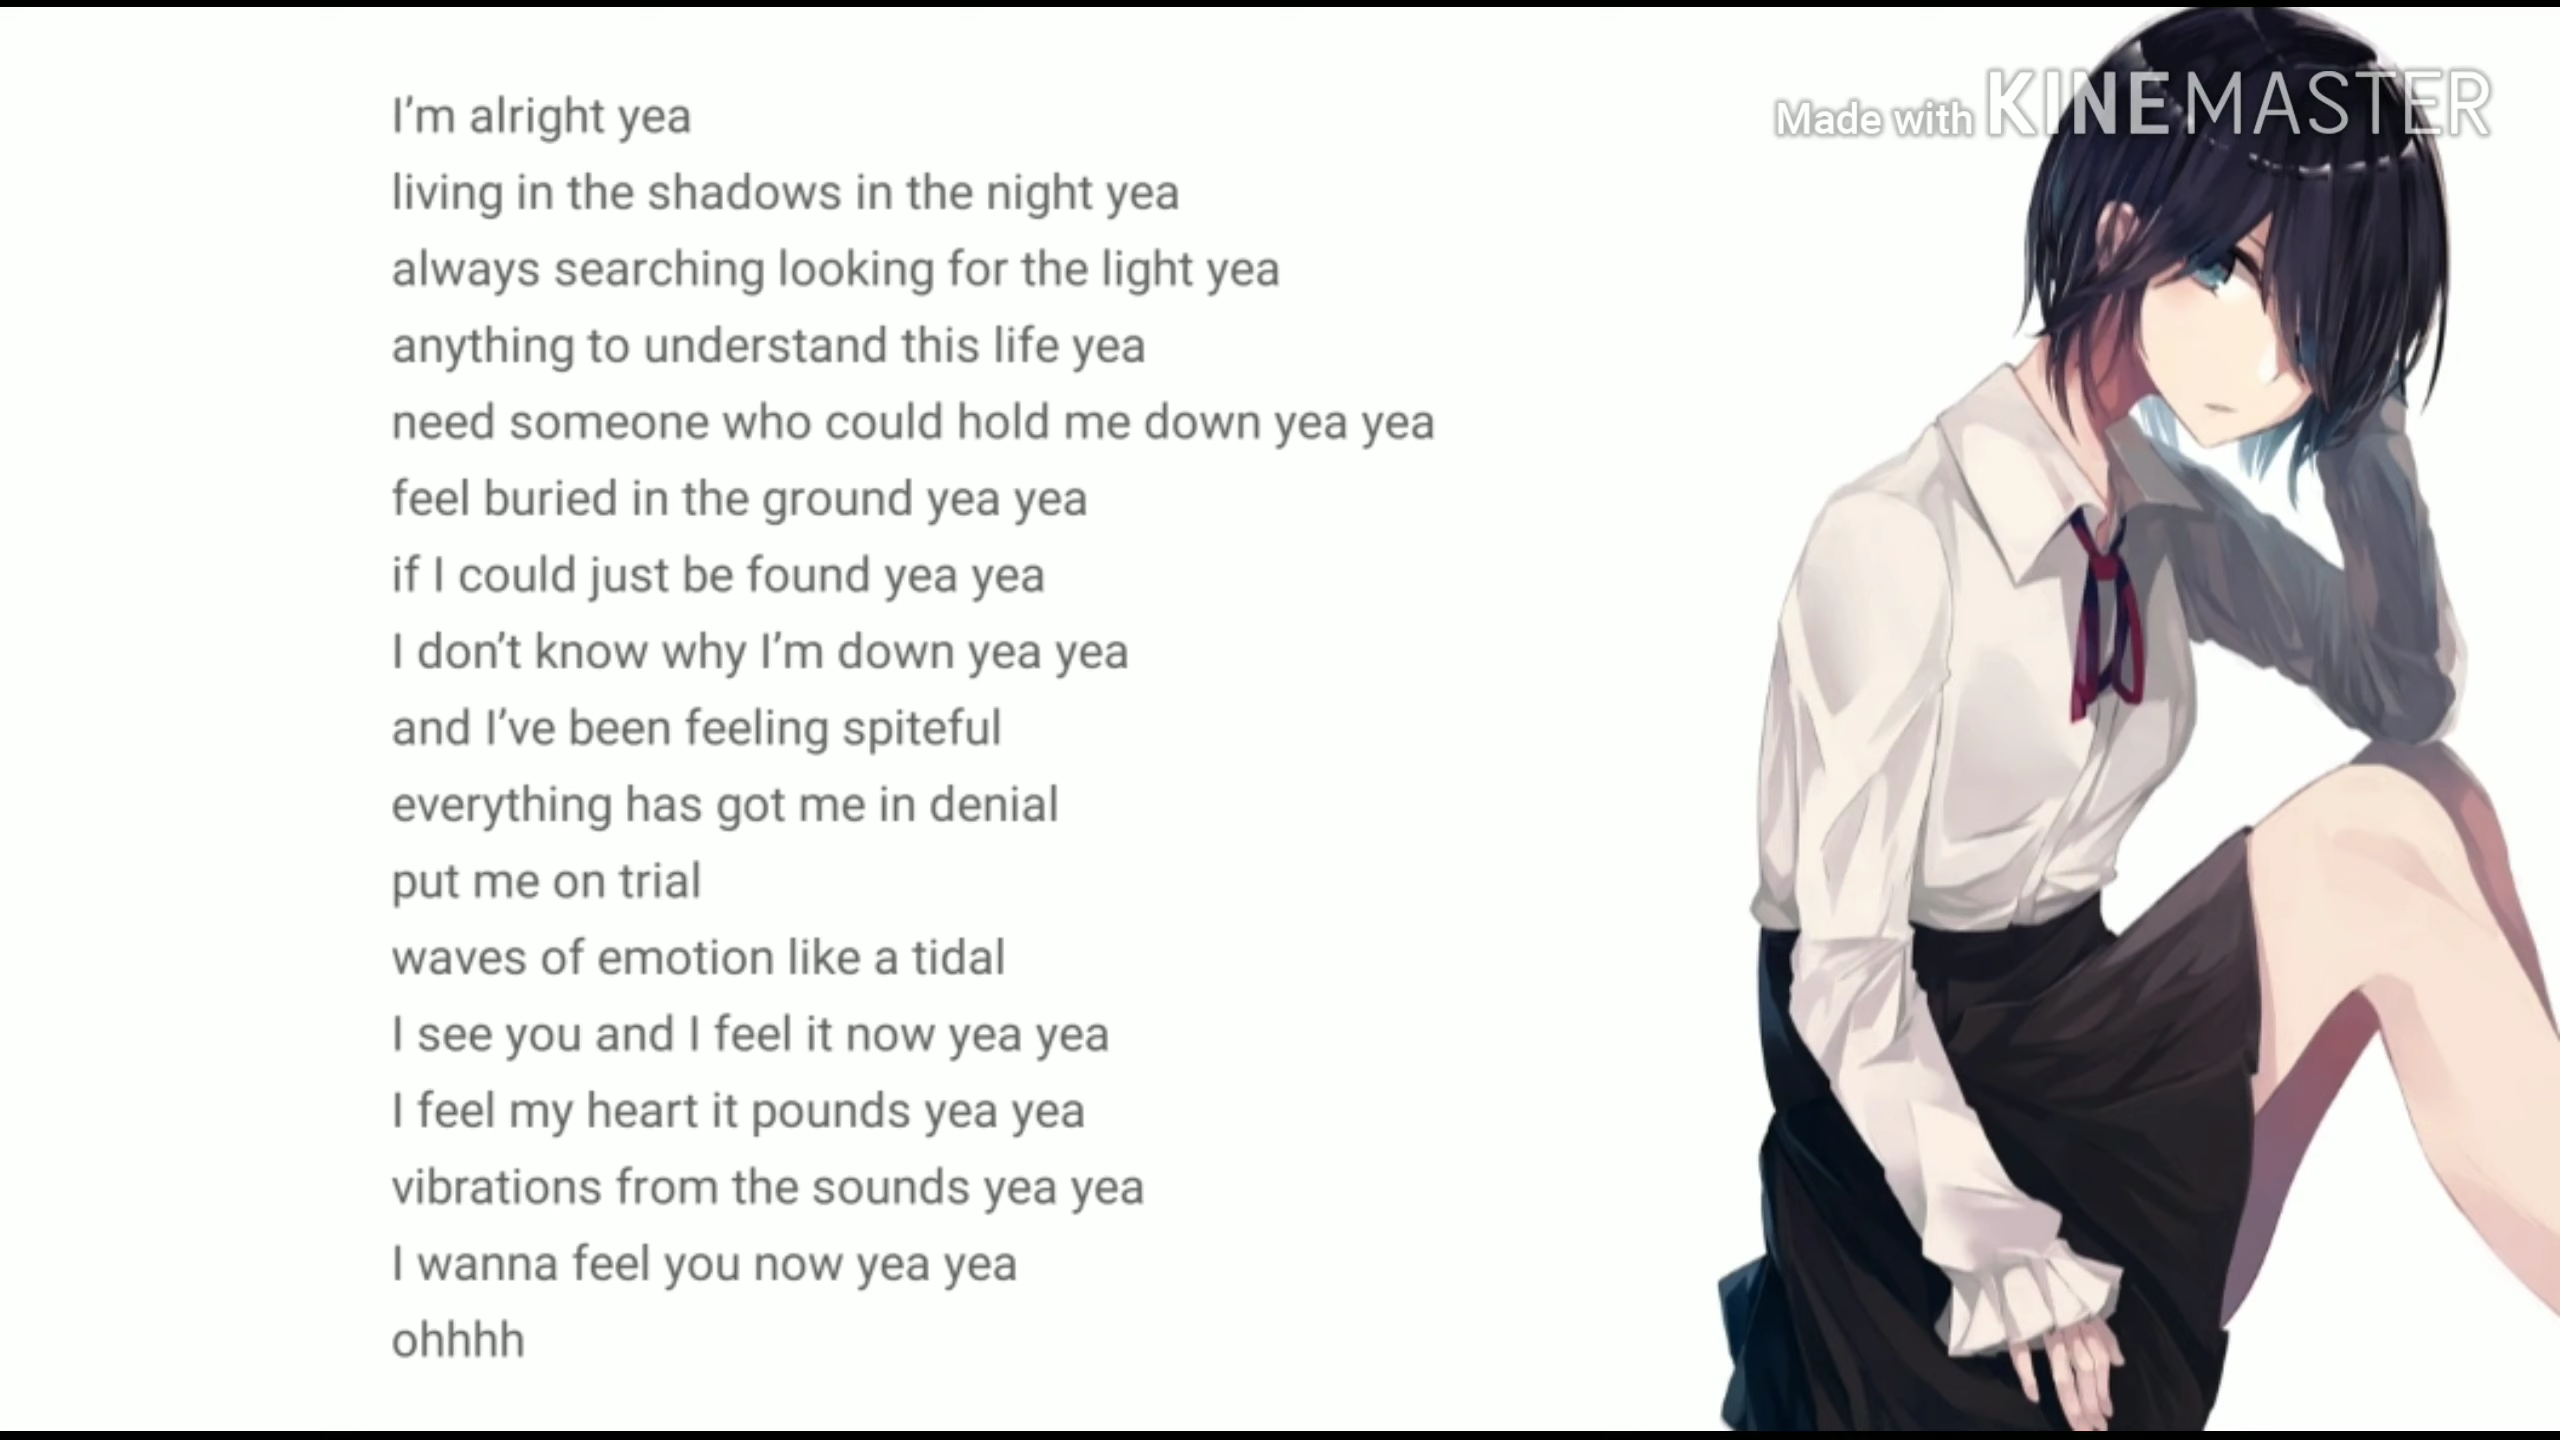 I’m alright yea
living in the shadows in the night yea
always searching looking for the light yea
anything to understand this life yea
need someone who could hold me down yea yea
feel buried in the ground yea yea
if I could just be found yea yea
I don’t know why I’m down yea yea
and I’ve been feeling spiteful
everything has got me in denial
put me on trial
waves of emotion like a tidal
I see you and I feel it now yea yea
I feel my heart it pounds yea yea
vibrations from the sounds yea yea
I wanna feel you now yea yea
ohhhh
Made with KINEMASTER